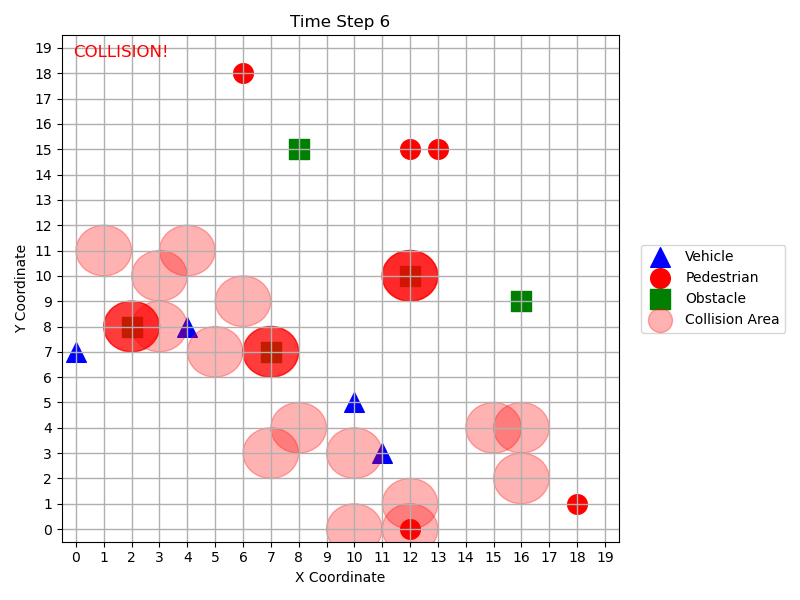 Time Step 6
COLLISION!
19
18
17
16
15
14
13
12
11
10
9
8
7
6
5
4
3
2
1
0
Y Coordinate
0 1 2 3 4 5 6 7 8 9 10 11 12 13 14 15 16 17 18 19
X Coordinate
Vehicle
Pedestrian
Obstacle
Collision Area